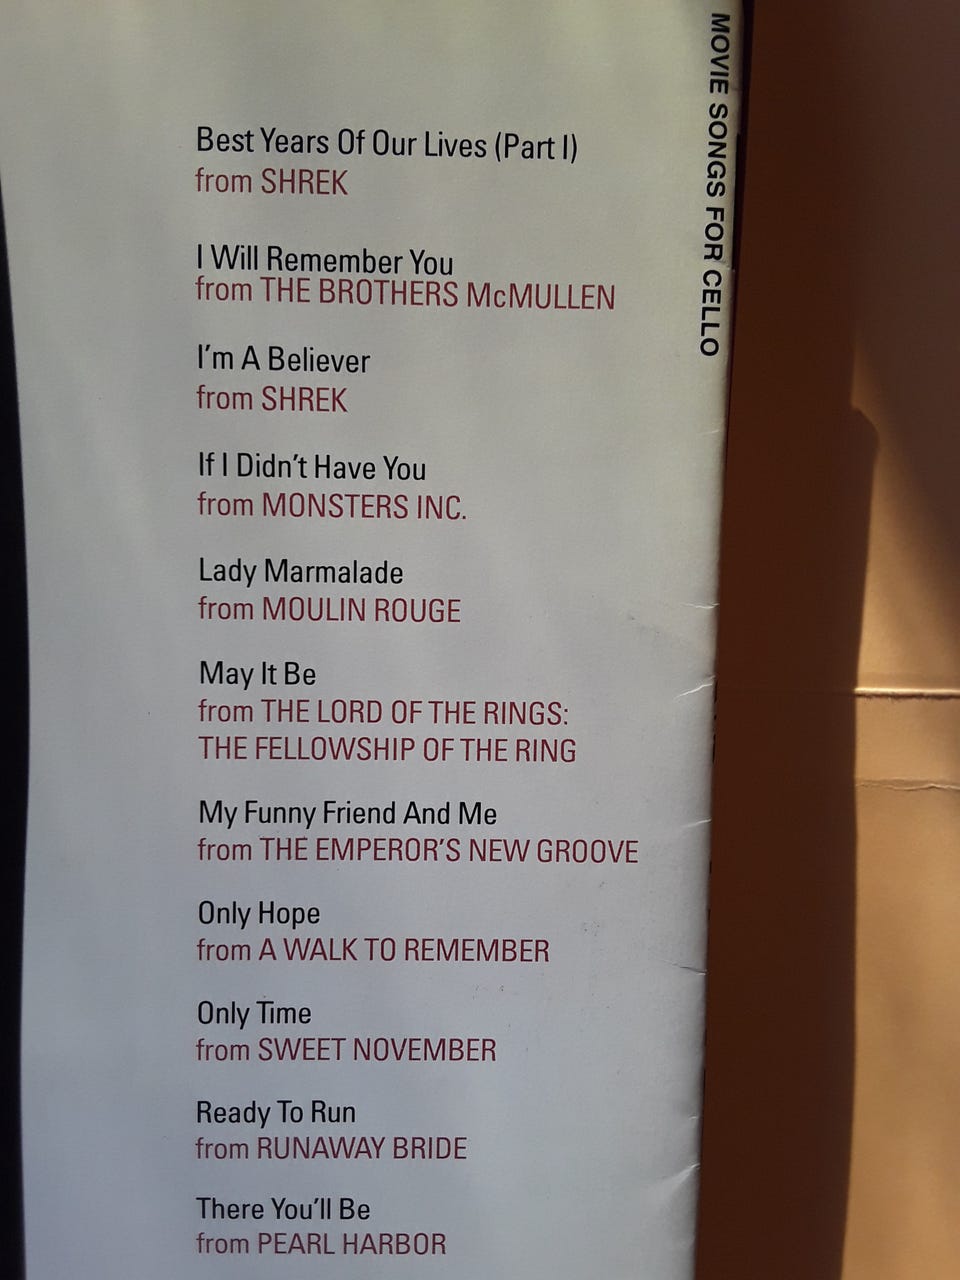 MOVIE SONGS FOR CELLO
Best Years Of Our Lives (Part I)
from SHREK
I Will Remember You
from THE BROTHERS McMULLEN
I'm A Believer
from SHREK
If I Didn't Have You
from MONSTERS INC.
Lady Marmalade
from MOULIN ROUGE
May It Be
from THE LORD OF THE RINGS:
THE FELLOWSHIP OF THE RING
My Funny Friend And Me
from THE EMPEROR'S NEW GROOVE
Only Hope
from A WALK TO REMEMBER
Only Time
from SWEET NOVEMBER
Ready To Run
from RUNAWAY BRIDE
There You'll Be
from PEARL HARBOR